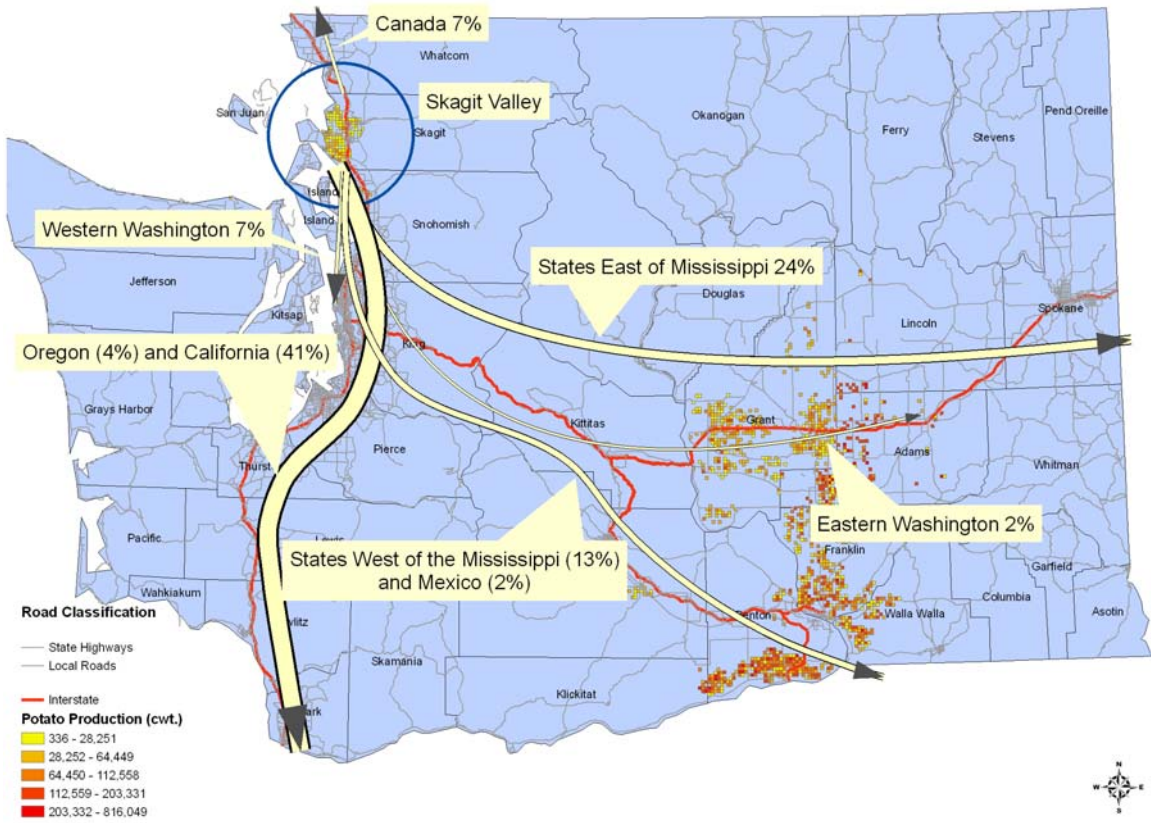 Canada 7%
Whatcom
San Juan
Skagit Valley
Skagit
Okanogan
Ferry
Stevens
Pend Oreille
Island
Island
Snohomish
Western Washington 7%
Jefferson
Kitsap
States East of Mississippi 24%
Douglas
Lincoln
Spokane
Oregon (4%) and California (41%)
King
Grays Harbor
Grant
Kittitas
Adams
Whitman
Pierce
Thurst
Eastern Washington 2%
Pacific
Lewis
States West of the Mississippi (13%)
and Mexico (2%)
Franklin
Garfield
Wahkiakum
Columbia
Asotin
Walla Walla
enton
vlitz
Skamania
Klickitat
ark
Road Classification
State Highways
Local Roads
Interstate
Potato Production (cwt.)
336 - 28,251
28,252 - 64,449
64,450 - 112,558
112,559 - 203,331
203,332 - 816,049
N
W E
S